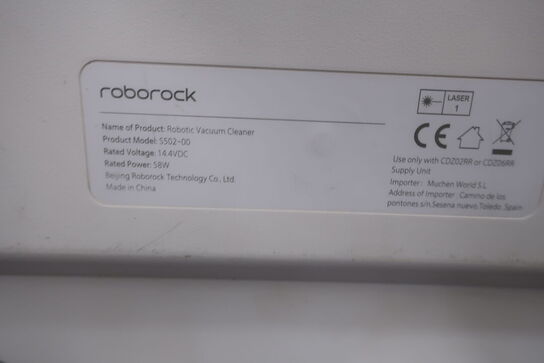 roborock
Name of Product: Robotic Vacuum Cleaner
Product Model: S502-00
Rated Voltage: 14.4VDC
Rated Power: 58W
Beijing Roborock Technology Co., Ltd.
Made in China
LASER
1
CE
Use only with CDZ02RR or CDZ06RR
Supply Unit
Importer : Muchen World S.L
Address of Importer : Camino de los
pontones s/n.Sesena nuevo.Toledo .Spain